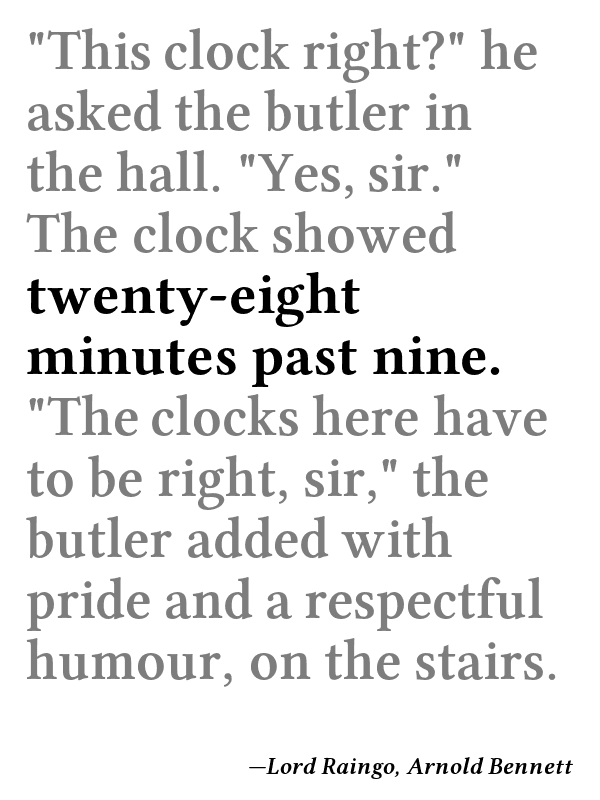 "This clock right?" he
asked the butler in
the hall. "Yes, sir."
The clock showed
twenty-eight
minutes past nine.
"The clocks here have
to be right, sir," the
butler added with
pride and a respectful
humour, on the stairs.
—Lord Raingo, Arnold Bennett